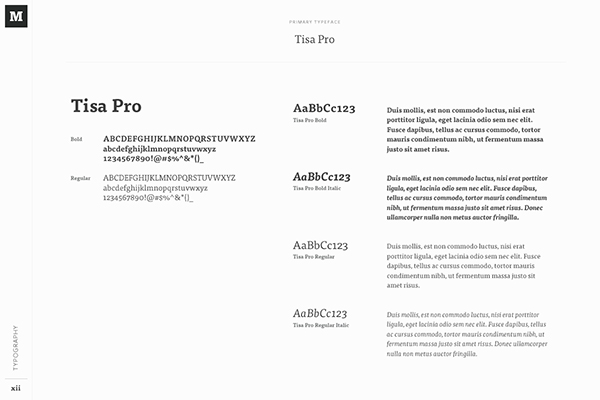 M
PRIMARY TYPEFACE
Tisa Pro
Tisa Pro
Bold
ABCDEFGHIJKLMNOPQRSTUVWXYZ
abcdefghijklmnopqrstuvwxyz
1234567890!@#$%^&*()_
Regular
ABCDEFGHIJKLMNOPQRSTUVWXYZ
abcdefghijklmnopqrstuvwxyz
1234567890!@#$%^&*()_
AaBbCc123
Tisa Pro Bold
Duis mollis, est non commodo luctus, nisi erat
porttitor ligula, eget lacinia odio sem nec elit.
Fusce dapibus, tellus ac cursus commodo, tortor
mauris condimentum nibh, ut fermentum massa
justo sit amet risus.
AaBbCc123
Tisa Pro Bold Italic
Duis mollis, est non commodo luctus, nisi erat porttitor
ligula, eget lacinia odio sem nec elit. Fusce dapibus,
tellus ac cursus commodo, tortor mauris condimentum
nibh, ut fermentum massa justo sit amet risus. Donec
ullamcorper nulla non metus auctor fringilla.
AaBbCc123
Tisa Pro Regular
Duis mollis, est non commodo luctus, nisi erat
porttitor ligula, eget lacinia odio sem nec elit. Fusce
dapibus, tellus ac cursus commodo, tortor mauris
condimentum nibh, ut fermentum massa justo sit
amet risus.
AaBbCc123
Tisa Pro Regular Italic
Duis mollis, est non commodo luctus, nisi erat porttitor
ligula, eget lacinia odio sem nec elit. Fusce dapibus, tellus
ac cursus commodo, tortor mauris condimentum nibh, ut
fermentum massa justo sit amet risus. Donec ullamcorper
nulla non metus auctor fringilla.
TYPOGRAPHY
xii